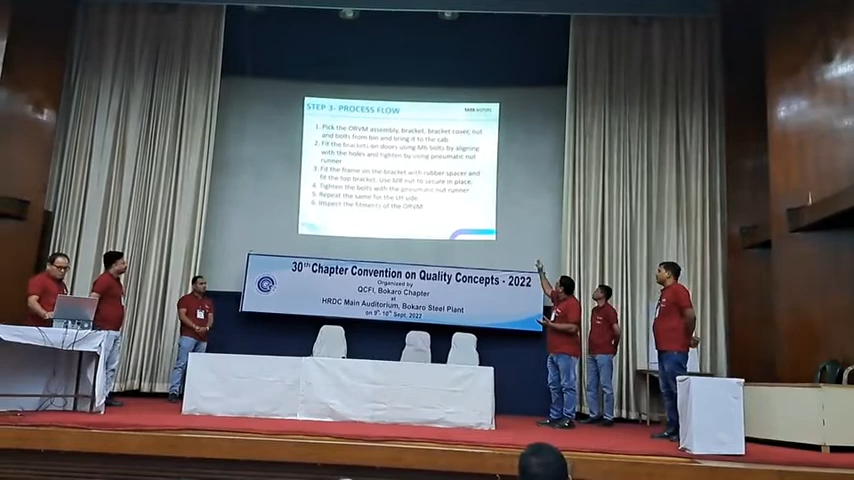 STEP 3- PROCESS FLOW
TATA MOTORS
1. Pick the ORVM assembly, bracket, bracket cover, nut
and bolts from bin and bring it to the cab.
2. Fit the brackets on doors using M6 bolts by aligning
with the holes and tighten by using pneumatic nut
runner
3. Fit the frame on the bracket with rubber spacer and
fit the top bracket. Use M8 nut to secure in place.
4. Tighten the bolts with the pneumatic nut runner
5. Repeat the same for the LH side.
6. Inspect the fitments of the ORVM.
30th Chapter Convention on Quality Concepts - 2022
Organized by
QCFI, Bokaro Chapter
at
HRDC Main Auditorium, Bokaro Steel Plant
on 9th-10th Sept, 2022